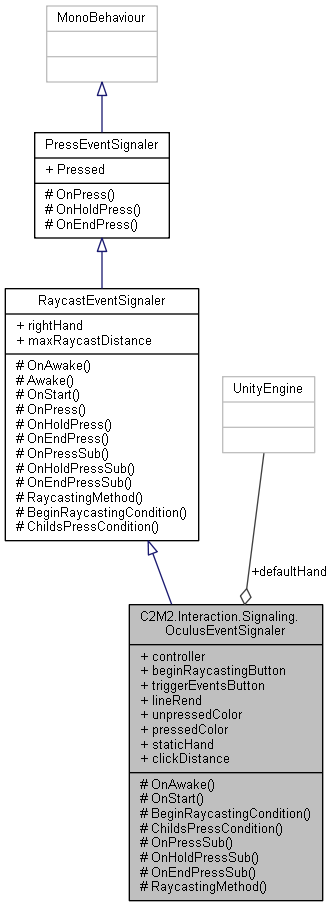 MonoBehaviour
PressEventSignaler
+ Pressed
# OnPress()
# OnHoldPress()
# OnEndPress()
RaycastEventSignaler
+ rightHand
+ maxRaycastDistance
# OnAwake()
# Awake()
# OnStart()
# OnPress()
# OnHoldPress()
# OnEndPress()
# OnPressSub()
# OnHoldPressSub()
# OnEndPressSub()
# RaycastingMethod()
# BeginRaycastingCondition()
# ChildsPressCondition()
UnityEngine
+defaultHand
C2M2.Interaction.Signaling.
OculusEventSignaler
+ controller
+ beginRaycastingButton
+ triggerEventsButton
+ lineRend
+ unpressedColor
+ pressedColor
+ staticHand
+ clickDistance
# OnAwake()
# OnStart()
# BeginRaycastingCondition()
# ChildsPressCondition()
# OnPressSub()
# OnHoldPressSub()
# OnEndPressSub()
# RaycastingMethod()